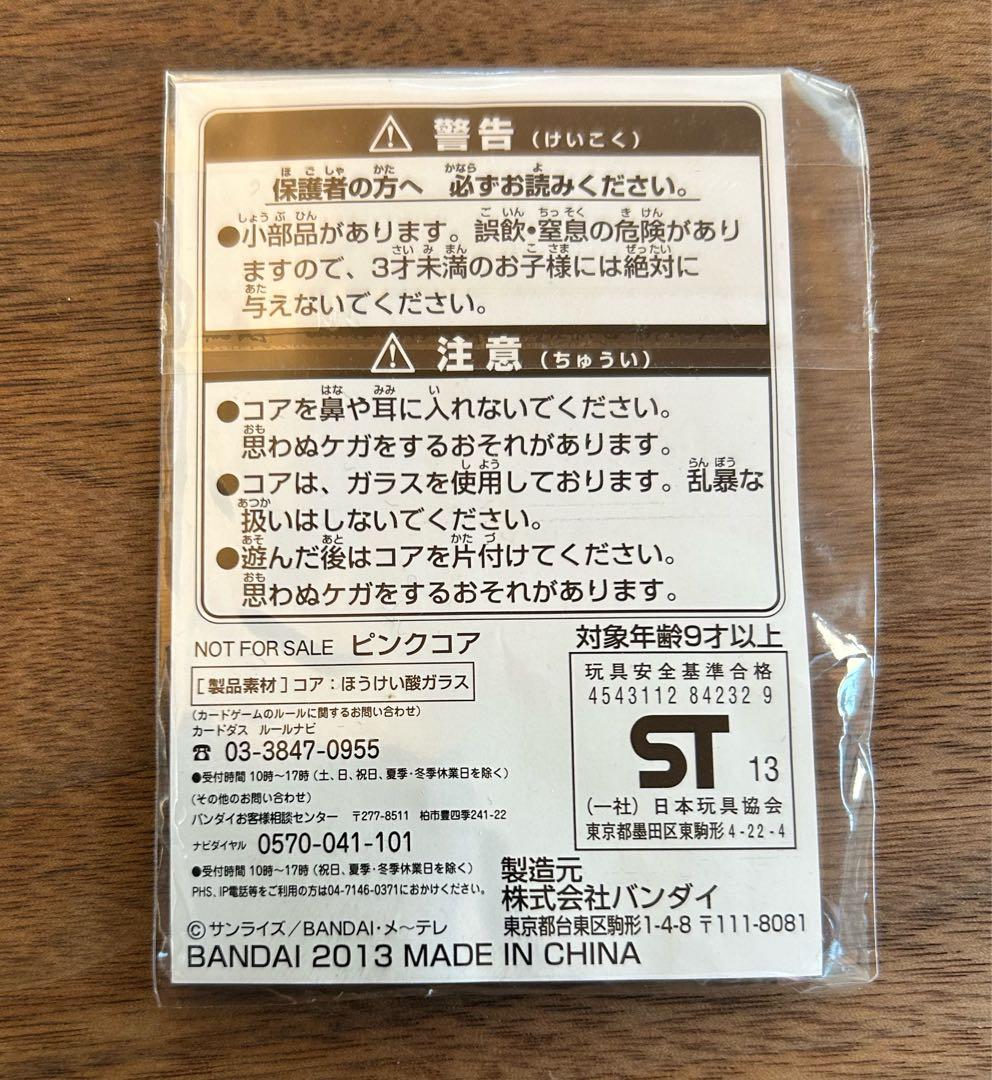 ⚠ 警告 (けいこく)
保護者の方へ 必ずお読みください。
●小部品があります。誤飲・窒息の危険があり
ますので、3才未満のお子様には絶対に
与えないでください。
⚠ 注意 (ちゅうい)
●コアを鼻や耳に入れないでください。
思わぬケガをするおそれがあります。
●コアは、ガラスを使用しております。乱暴な
扱いはしないでください。
●遊んだ後はコアを片付けてください。
思わぬケガをするおそれがあります。
NOT FOR SALE ピンクコア
[製品素材]コア:ほうけい酸ガラス
(カードゲームのルールに関するお問い合わせ)
カードダス ルールナビ
☎ 03-3847-0955
●受付時間 10時〜17時(土、日、祝日、夏季・冬季休業日を除く)
(その他のお問い合わせ)
バンダイお客様相談センター 〒277-8511 柏市豊四季241-22
ナビダイヤル 0570-041-101
●受付時間 10時〜17時(祝日、夏季・冬季休業日を除く)
PHS、IP電話等をご利用の方は04-7146-0371におかけください。
対象年齢9才以上
玩具安全基準合格
4543112 84232 9
ST 13
(一社)日本玩具協会
東京都墨田区東駒形4-22-4
製造元
株式会社バンダイ
東京都台東区駒形1-4-8 〒111-8081
©サンライズ/BANDAI・メ〜テレ
BANDAI 2013 MADE IN CHINA